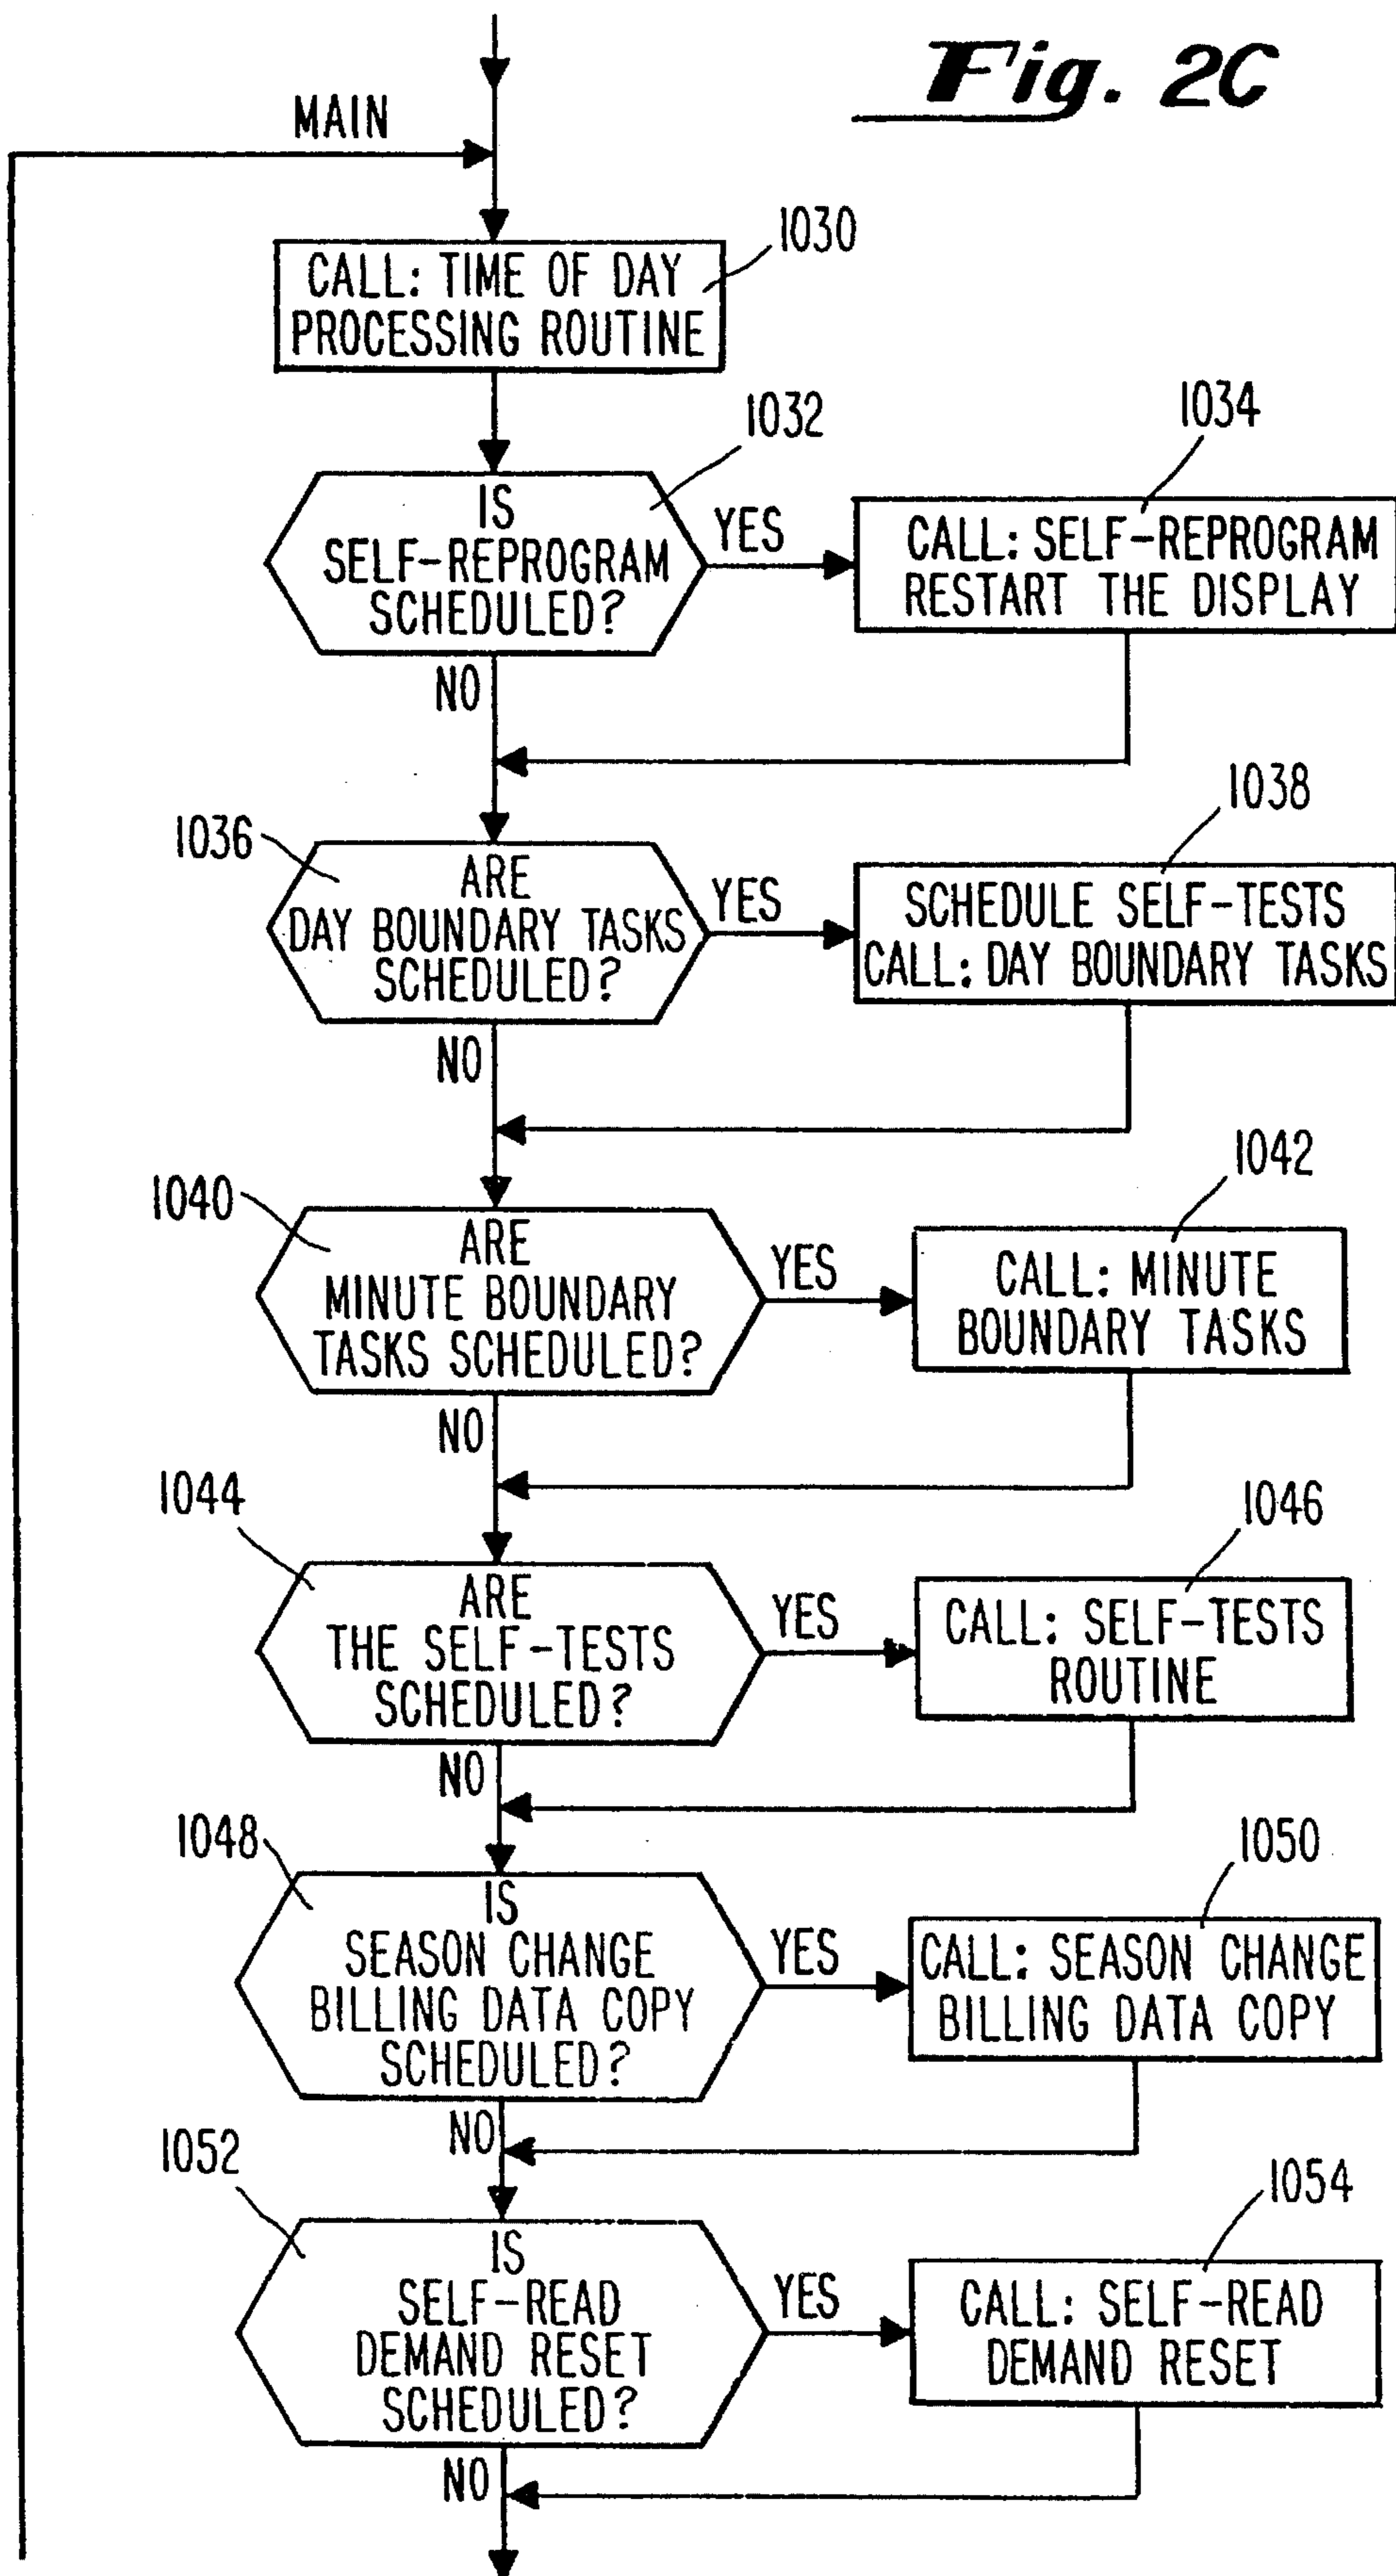 Fig. 2C
MAIN
1030
CALL: TIME OF DAY
PROCESSING ROUTINE
1032
IS
SELF-REPROGRAM
SCHEDULED?
YES
NO
1034
CALL: SELF-REPROGRAM
RESTART THE DISPLAY
1036
ARE
DAY BOUNDARY TASKS
SCHEDULED?
YES
NO
1038
SCHEDULE SELF-TESTS
CALL: DAY BOUNDARY TASKS
1040
ARE
MINUTE BOUNDARY
TASKS SCHEDULED?
YES
NO
1042
CALL: MINUTE
BOUNDARY TASKS
1044
ARE
THE SELF-TESTS
SCHEDULED?
YES
NO
1046
CALL: SELF-TESTS
ROUTINE
1048
IS
SEASON CHANGE
BILLING DATA COPY
SCHEDULED?
YES
NO
1050
CALL: SEASON CHANGE
BILLING DATA COPY
1052
IS
SELF-READ
DEMAND RESET
SCHEDULED?
YES
NO
1054
CALL: SELF-READ
DEMAND RESET